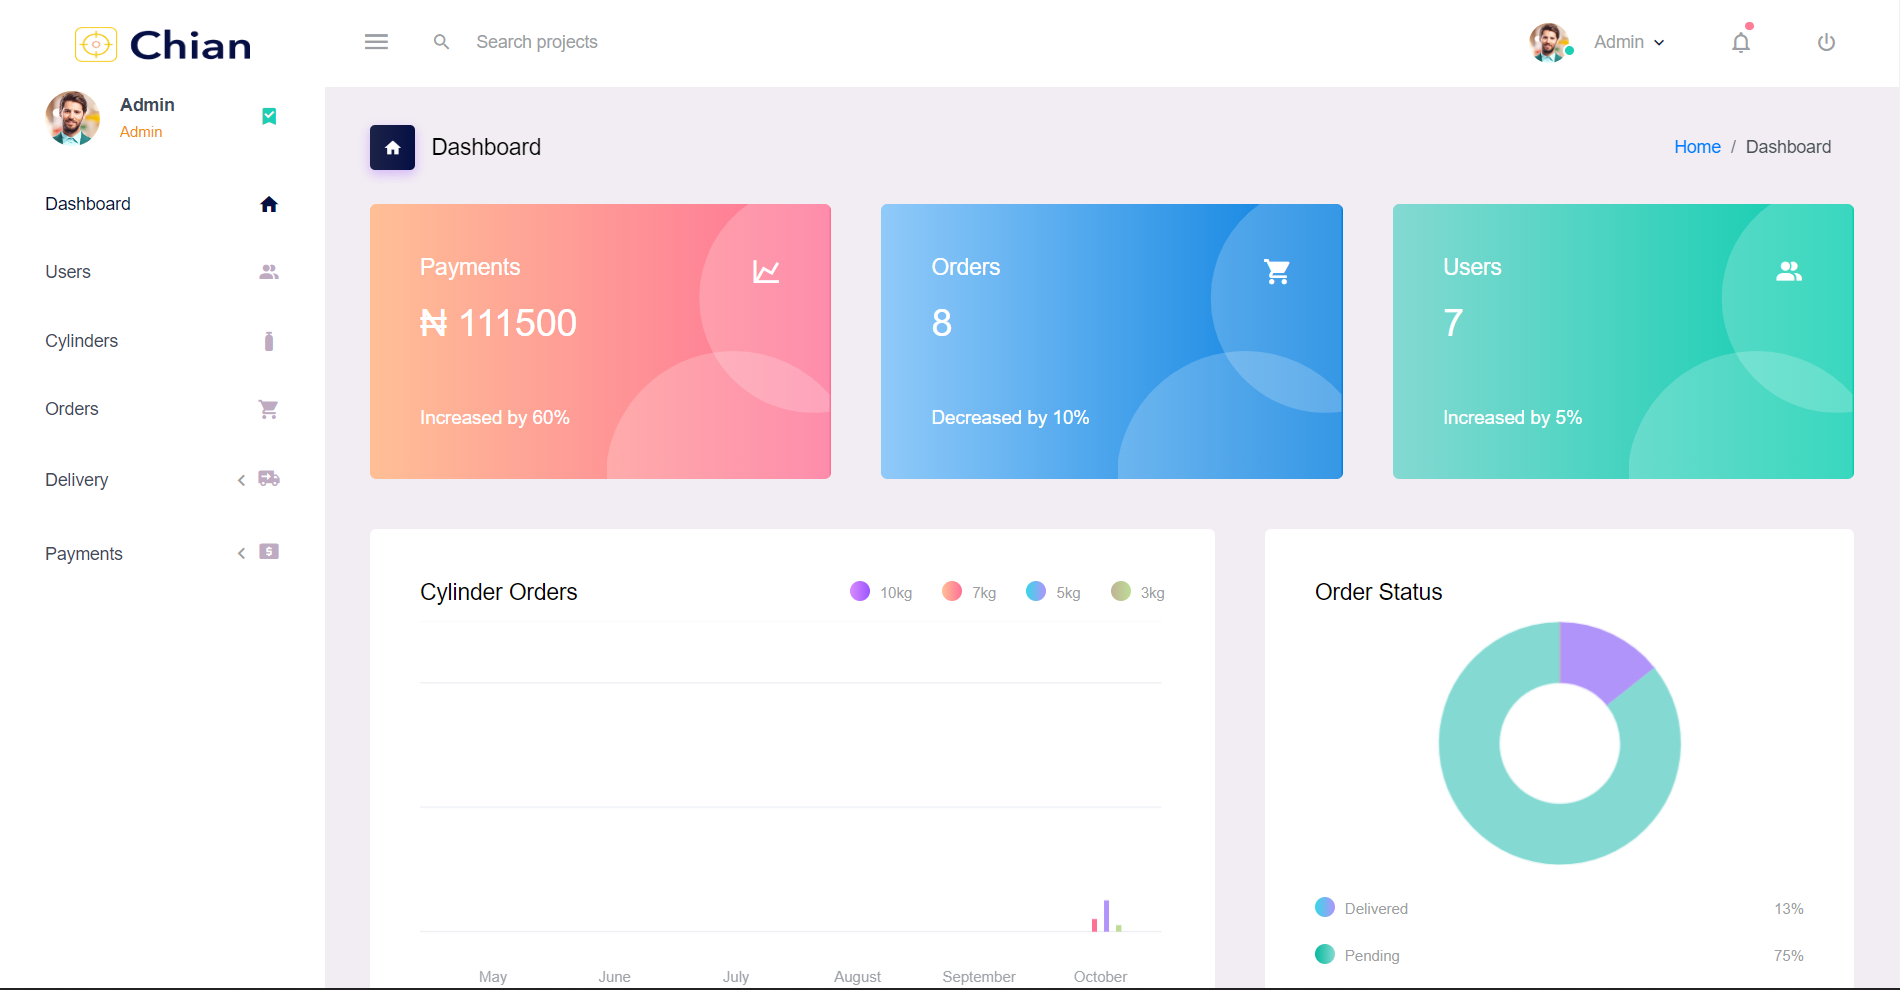 Chian
Search projects
Admin
Admin
Admin
Dashboard
Users
Cylinders
Orders
Delivery
Payments
Dashboard
Home / Dashboard
Payments
₦ 111500
Increased by 60%
Orders
8
Decreased by 10%
Users
7
Increased by 5%
Cylinder Orders
10kg 7kg 5kg 3kg
May June July August September October
Order Status
Delivered 13%
Pending 75%